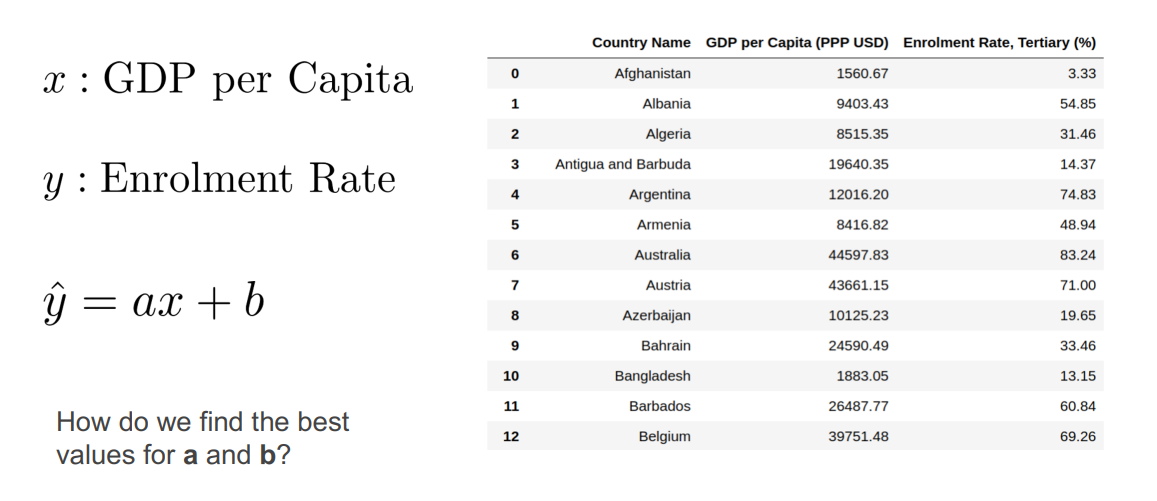 x : GDP per Capita
y : Enrolment Rate
ŷ = ax + b
How do we find the best
values for a and b?
Country Name GDP per Capita (PPP USD) Enrolment Rate, Tertiary (%)
0 Afghanistan 1560.67 3.33
1 Albania 9403.43 54.85
2 Algeria 8515.35 31.46
3 Antigua and Barbuda 19640.35 14.37
4 Argentina 12016.20 74.83
5 Armenia 8416.82 48.94
6 Australia 44597.83 83.24
7 Austria 43661.15 71.00
8 Azerbaijan 10125.23 19.65
9 Bahrain 24590.49 33.46
10 Bangladesh 1883.05 13.15
11 Barbados 26487.77 60.84
12 Belgium 39751.48 69.26